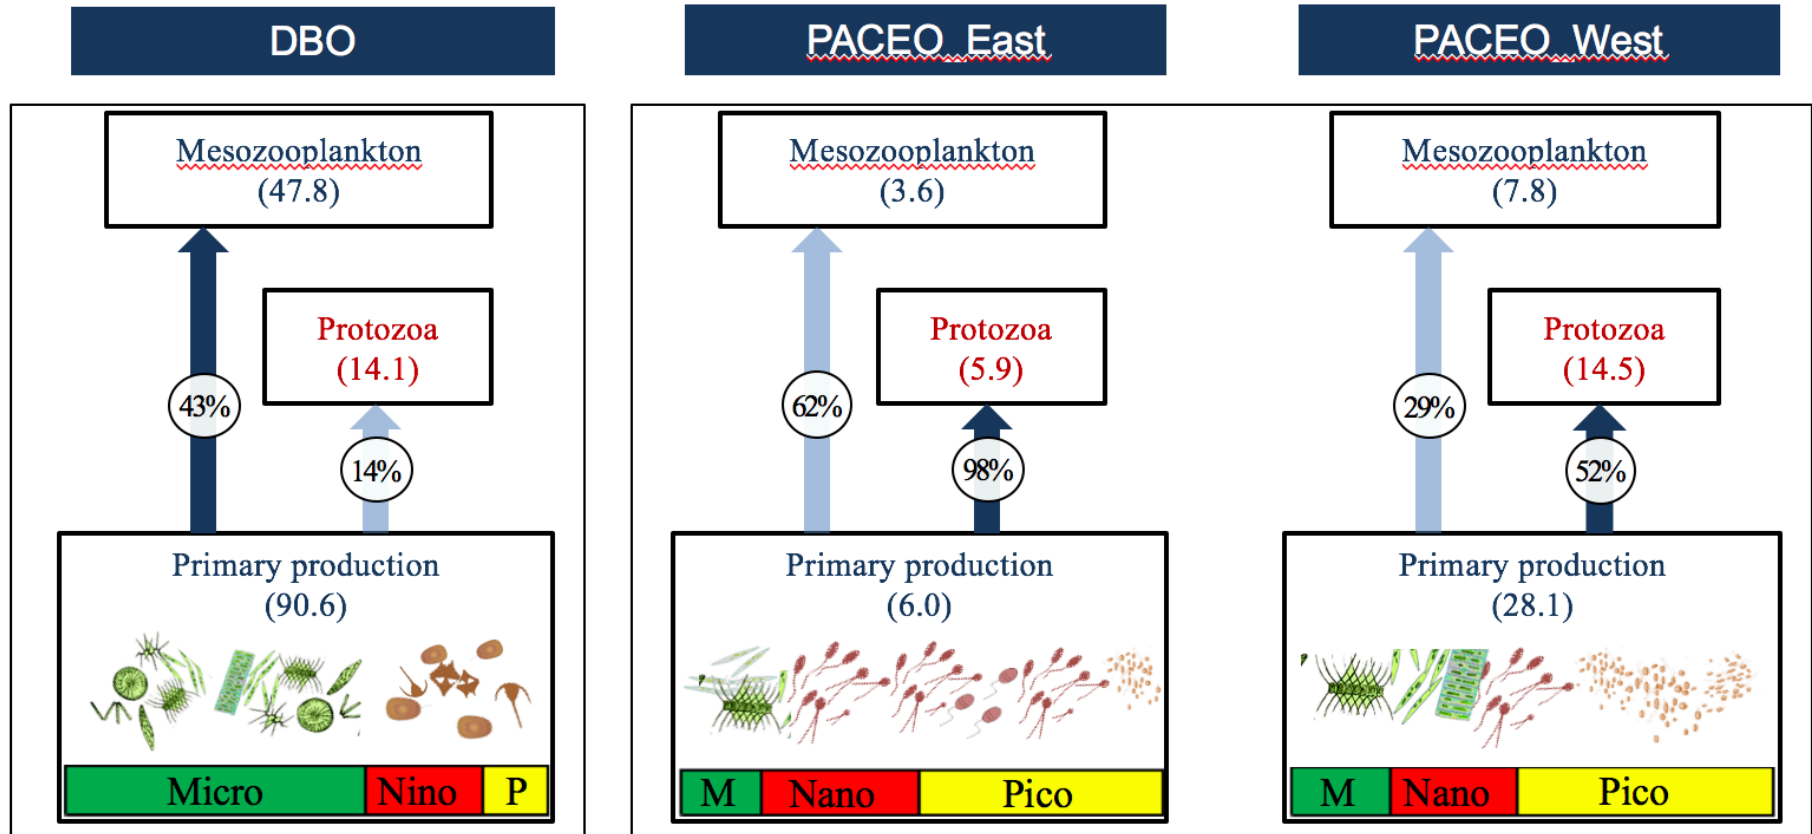 DBO
PACEO_East
PACEO_West
Mesozooplankton
(47.8)
Protozoa
(14.1)
43%
14%
Primary production
(90.6)
Micro
Nino
P
Mesozooplankton
(3.6)
Protozoa
(5.9)
62%
98%
Primary production
(6.0)
M
Nano
Pico
Mesozooplankton
(7.8)
Protozoa
(14.5)
29%
52%
Primary production
(28.1)
M
Nano
Pico